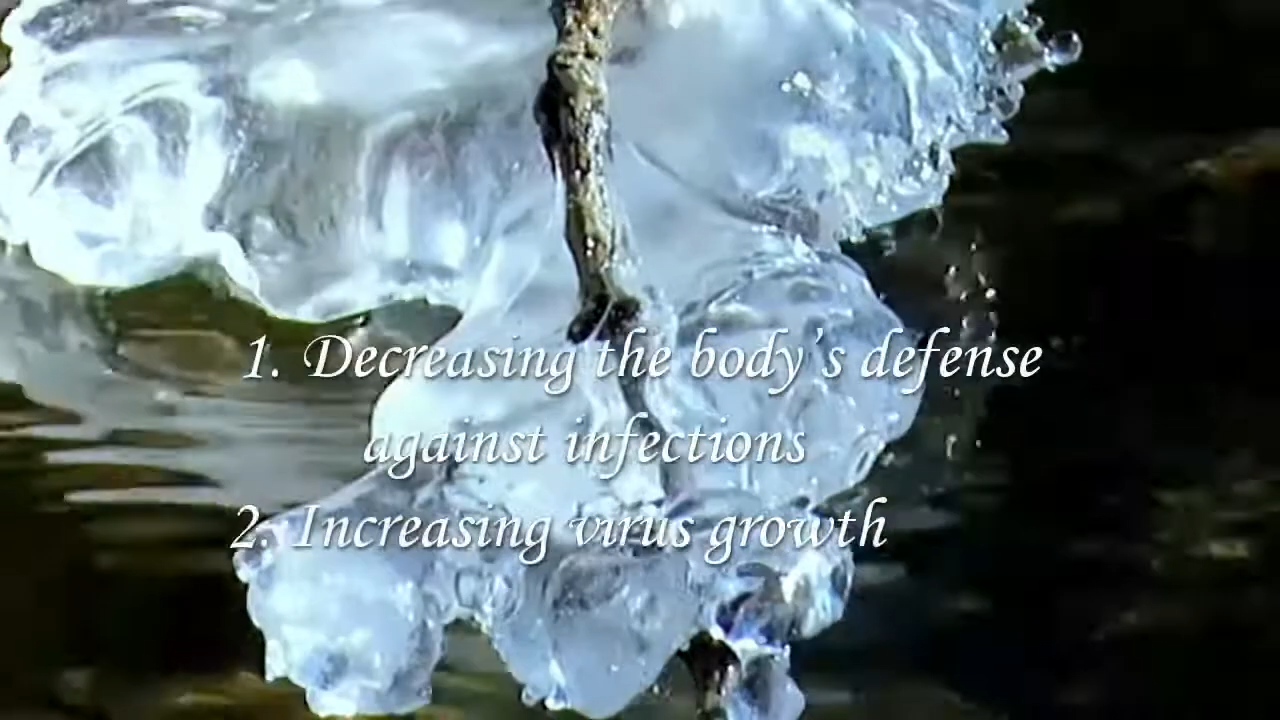 1. Decreasing the body's defense
against infections
2. Increasing virus growth